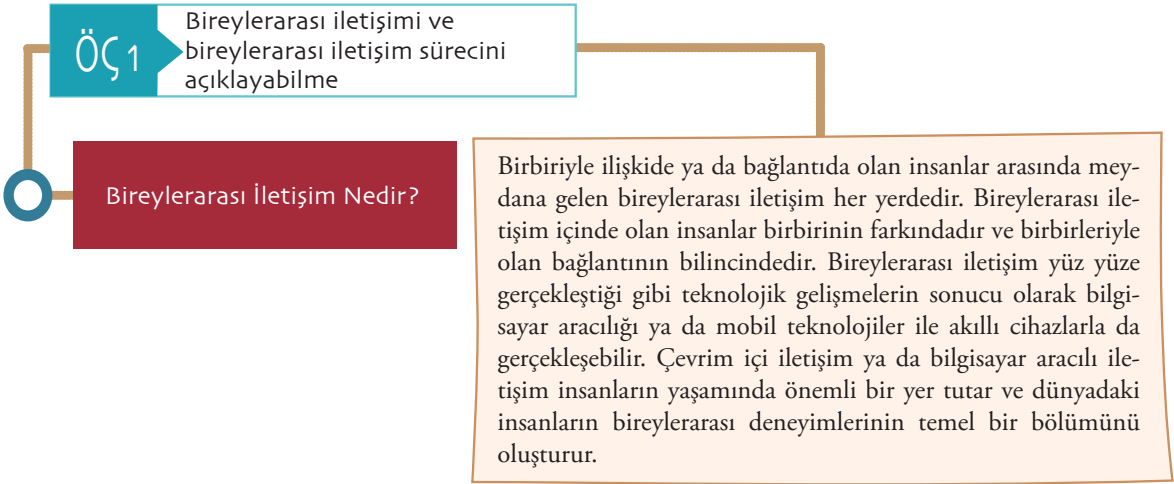 ÖÇ 1
Bireylerarası iletişimi ve
bireylerarası iletişim sürecini
açıklayabilme
Bireylerarası İletişim Nedir?
Birbiriyle ilişkide ya da bağlantıda olan insanlar arasında mey-
dana gelen bireylerarası iletişim her yerdedir. Bireylerarası ile-
tişim içinde olan insanlar birbirinin farkındadır ve birbirleriyle
olan bağlantının bilincindedir. Bireylerarası iletişim yüz yüze
gerçekleştiği gibi teknolojik gelişmelerin sonucu olarak bilgi-
sayar aracılığı ya da mobil teknolojiler ile akıllı cihazlarla da
gerçekleşebilir. Çevrim içi iletişim ya da bilgisayar aracılı ile-
tişim insanların yaşamında önemli bir yer tutar ve dünyadaki
insanların bireylerarası deneyimlerinin temel bir bölümünü
oluşturur.